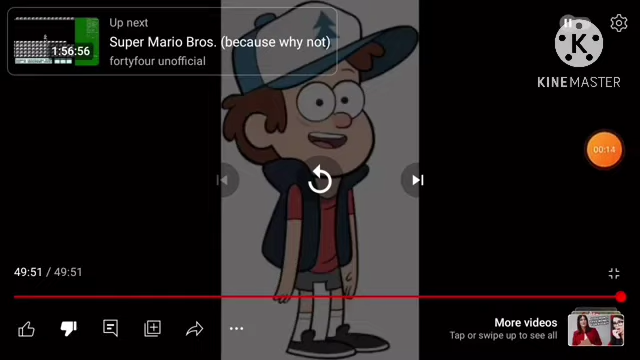 Up next
Super Mario Bros. (because why not)
fortyfour unofficial
1:56:56
K
KINEMASTER
00:14
49:51 / 49:51
More videos
Tap or swipe up to see all